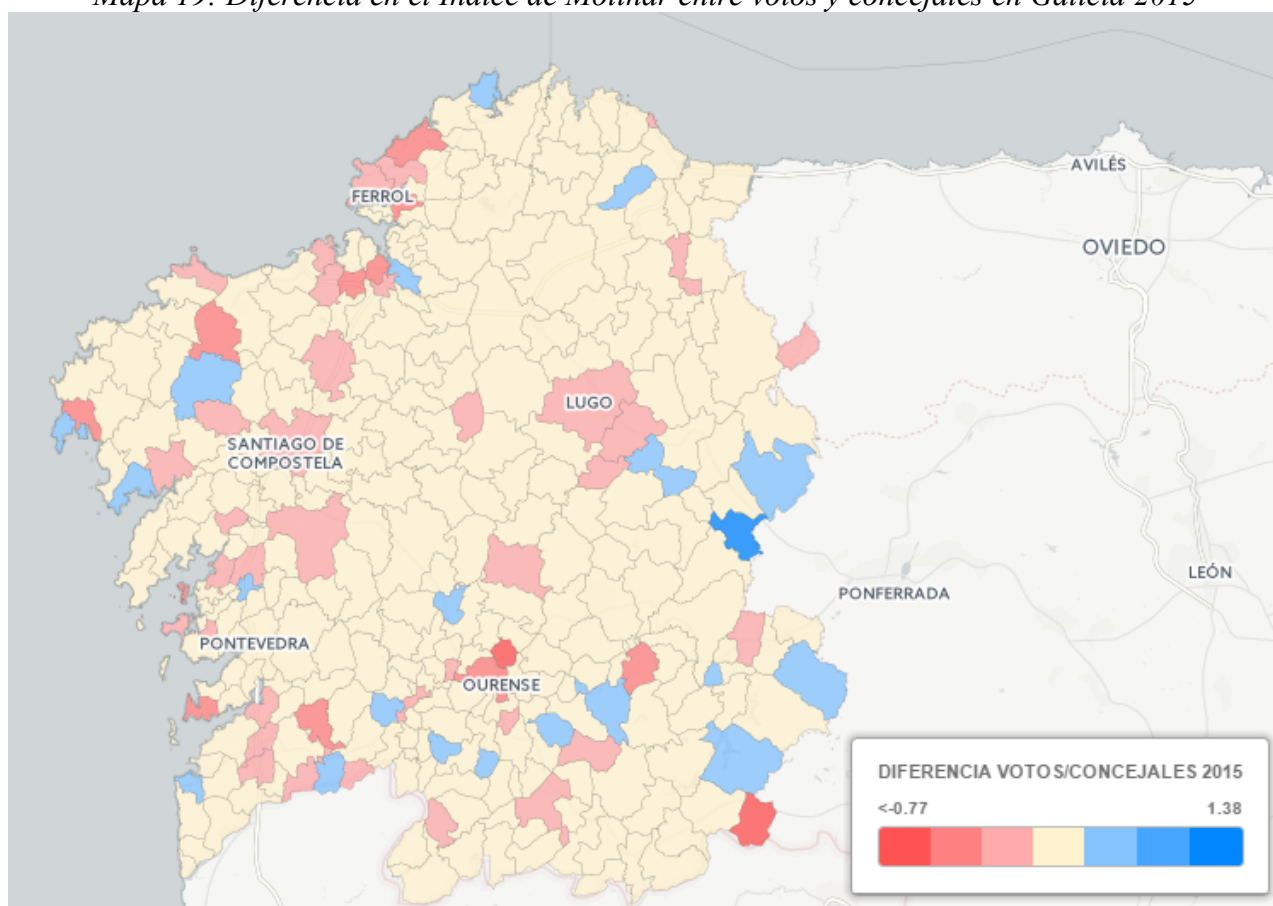 Mapa 19: Diferencia en el Índice de Molinar entre votos y concejales en Galicia 2015
AVILÉS
FERROL
OVIEDO
LUGO
SANTIAGO DE
COMPOSTELA
LEÓN
PONFERRADA
PONTEVEDRA
OURENSE
DIFERENCIA VOTOS/CONCEJALES 2015
<-0.77 1.38